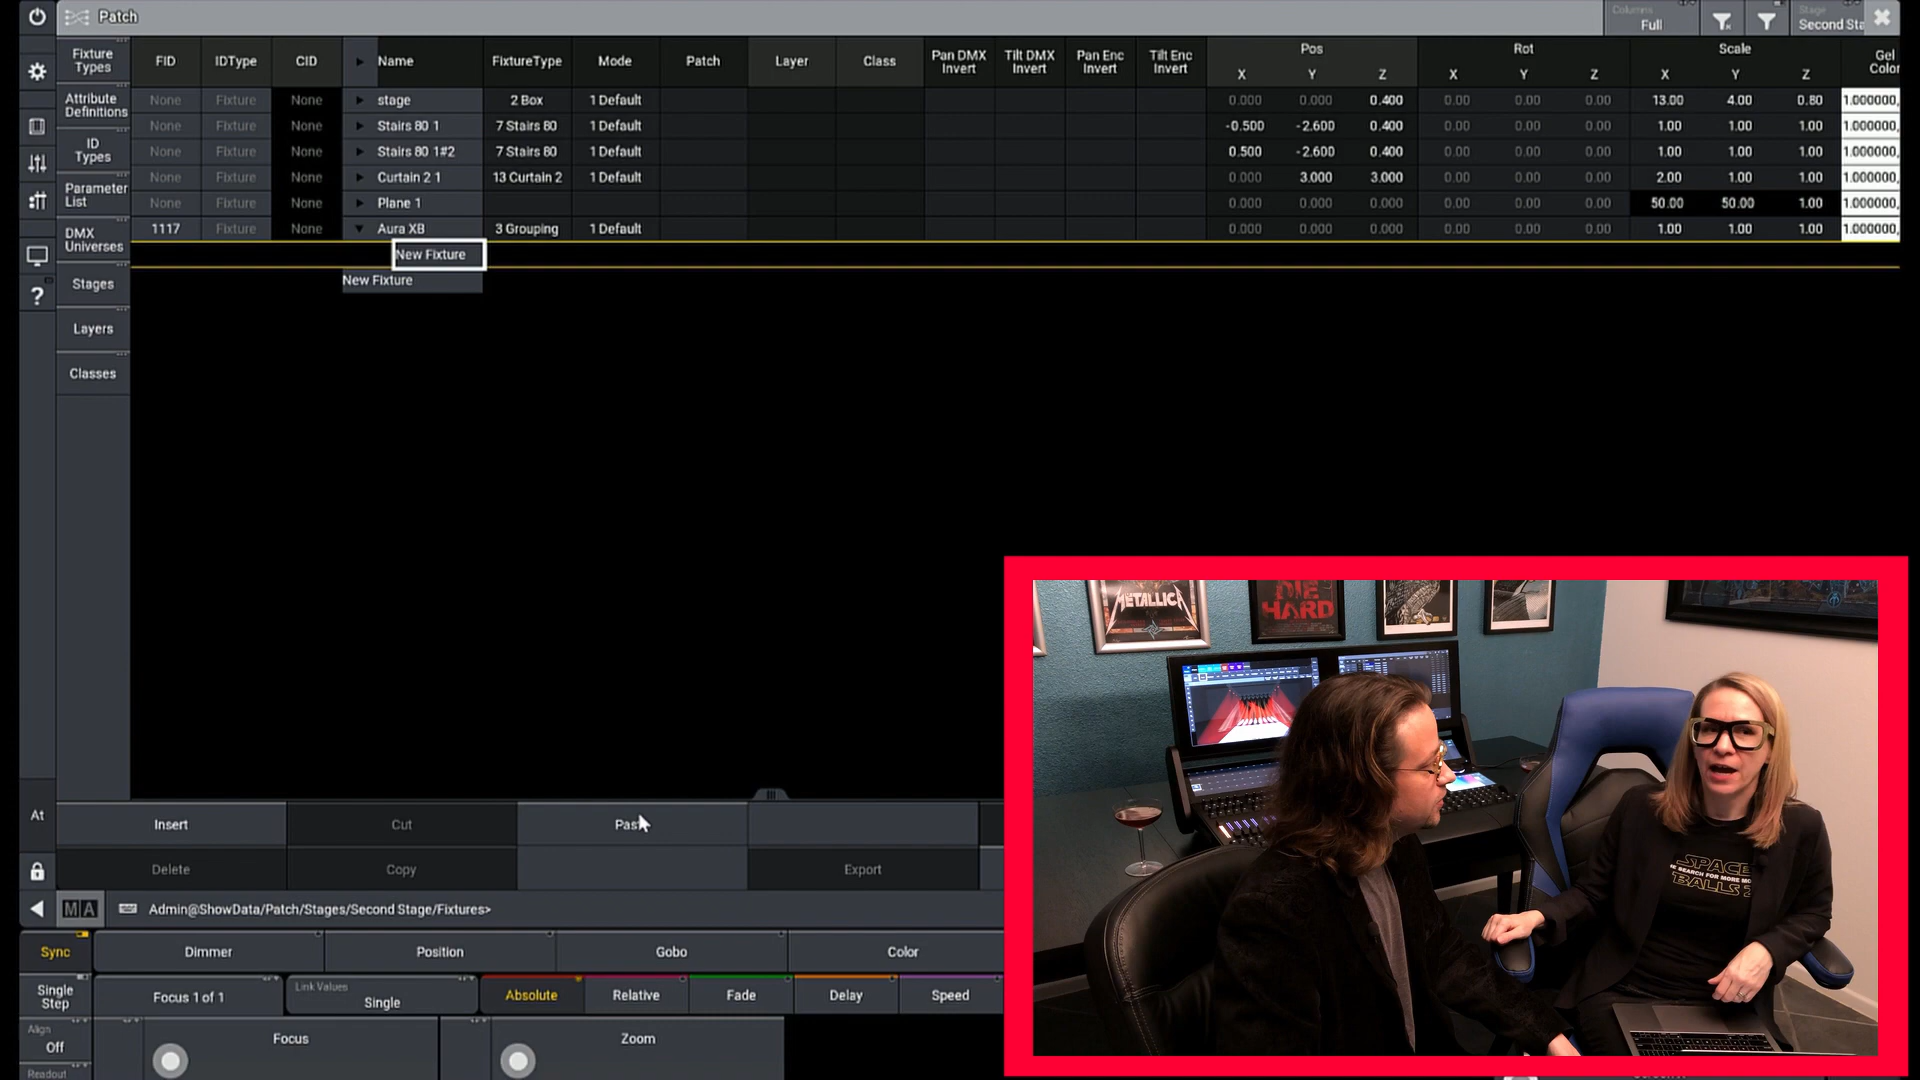 Patch
Columns
Full
Stage
Second Sta
Fixture
Types
FID
IDType
CID
Name
FixtureType
Mode
Patch
Layer
Class
Pan DMX
Invert
Tilt DMX
Invert
Pan Enc
Invert
Tilt Enc
Invert
Pos
X Y Z
Rot
X Y Z
Scale
X Y Z
Gel
Color
None Fixture None stage 2 Box 1 Default 0.000 0.000 0.400 0.00 0.00 0.00 13.00 4.00 0.80 1.000000,
None Fixture None Stairs 80 1 7 Stairs 80 1 Default -0.500 -2.600 0.400 0.00 0.00 0.00 1.00 1.00 1.00 1.000000,
None Fixture None Stairs 80 1#2 7 Stairs 80 1 Default 0.500 -2.600 0.400 0.00 0.00 0.00 1.00 1.00 1.00 1.000000,
None Fixture None Curtain 2 1 13 Curtain 2 1 Default 0.000 3.000 3.000 0.00 0.00 0.00 2.00 1.00 1.00 1.000000,
None Fixture None Plane 1 0.000 0.000 0.000 0.00 0.00 0.00 50.00 50.00 1.00 1.000000,
1117 Fixture None Aura XB 3 Grouping 1 Default 0.000 0.000 0.000 0.00 0.00 0.00 1.00 1.00 1.00 1.000000,
New Fixture
New Fixture
Attribute
Definitions
ID
Types
Parameter
List
DMX
Universes
Stages
Layers
Classes
?
At
Insert
Cut
Past
Delete
Copy
Export
MA
Admin@ShowData/Patch/Stages/Second Stage/Fixtures>
Sync
Dimmer
Position
Gobo
Color
Single
Step
Focus 1 of 1
Link Values
Single
Absolute
Relative
Fade
Delay
Speed
Align
Off
Focus
Zoom
Readout
METALLICA
DIE
HARD
SPACE
BALLS 2